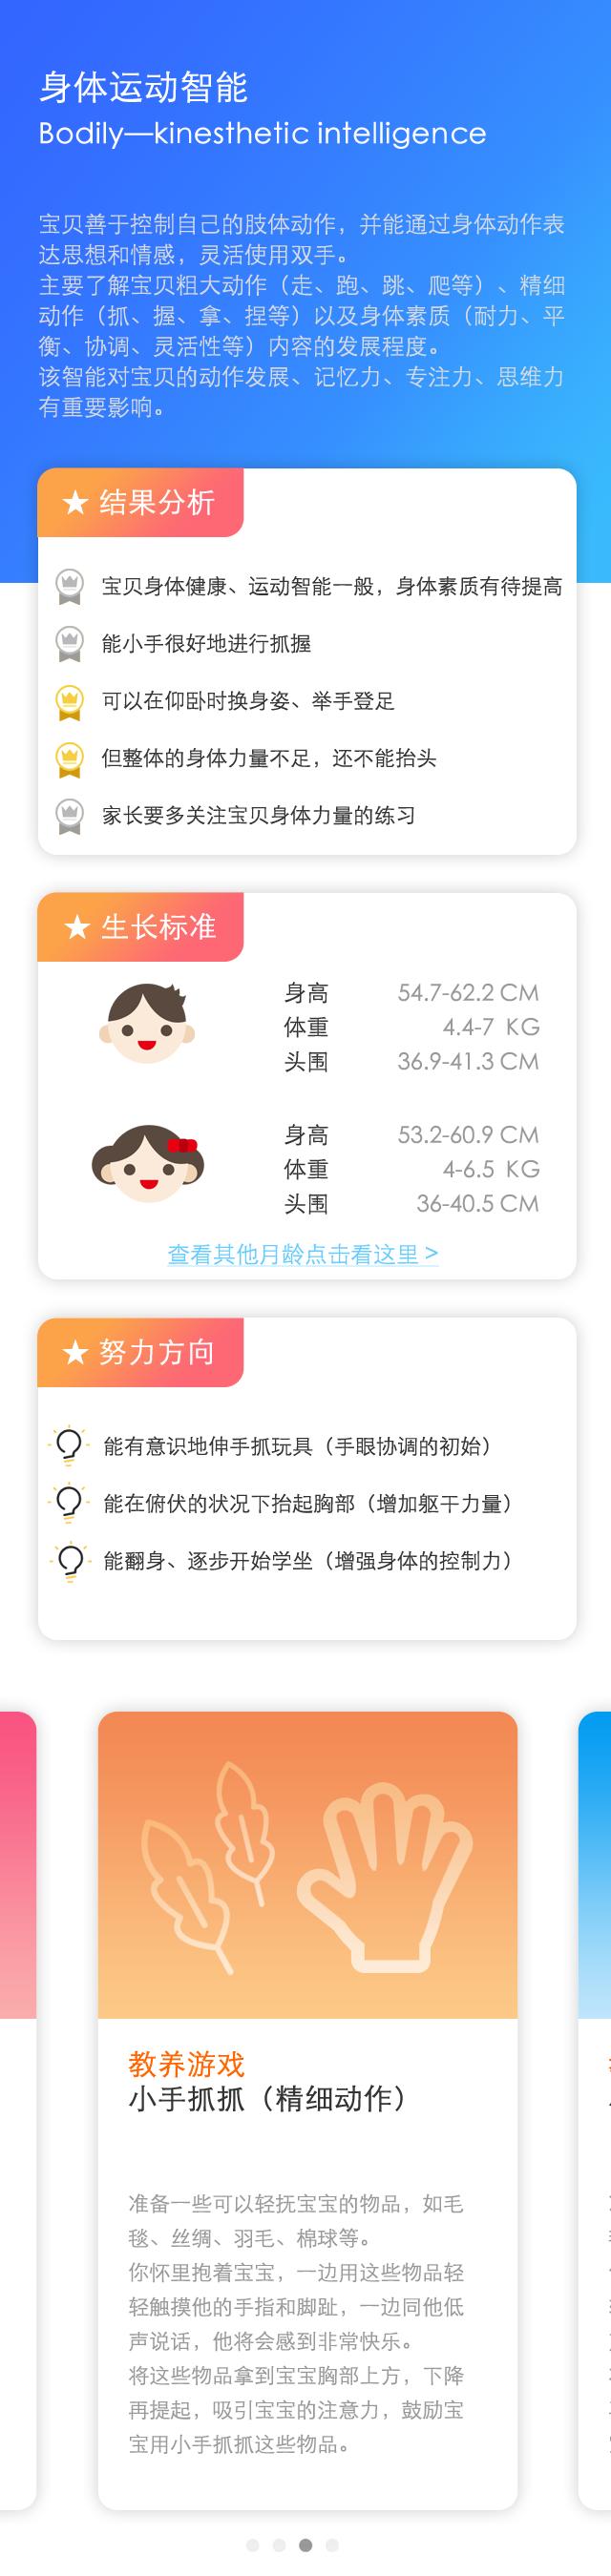 身体运动智能
Bodily—kinesthetic intelligence
宝贝善于控制自己的肢体动作，并能通过身体动作表
达思想和情感，灵活使用双手。
主要了解宝贝粗大动作（走、跑、跳、爬等）、精细
动作（抓、握、拿、捏等）以及身体素质（耐力、平
衡、协调、灵活性等）内容的发展程度。
该智能对宝贝的动作发展、记忆力、专注力、思维力
有重要影响。
★ 结果分析
宝贝身体健康、运动智能一般，身体素质有待提高
能小手很好地进行抓握
可以在仰卧时换身姿、举手登足
但整体的身体力量不足，还不能抬头
家长要多关注宝贝身体力量的练习
★ 生长标准
身高 54.7-62.2 CM
体重 4.4-7 KG
头围 36.9-41.3 CM
身高 53.2-60.9 CM
体重 4-6.5 KG
头围 36-40.5 CM
查看其他月龄点击看这里 >
★ 努力方向
能有意识地伸手抓玩具（手眼协调的初始）
能在俯伏的状况下抬起胸部（增加躯干力量）
能翻身、逐步开始学坐（增强身体的控制力）
教养游戏
小手抓抓（精细动作）
准备一些可以轻抚宝宝的物品，如毛
毯、丝绸、羽毛、棉球等。
你怀里抱着宝宝，一边用这些物品轻
轻触摸他的手指和脚趾，一边同他低
声说话，他将会感到非常快乐。
将这些物品拿到宝宝胸部上方，下降
再提起，吸引宝宝的注意力，鼓励宝
宝用小手抓抓这些物品。